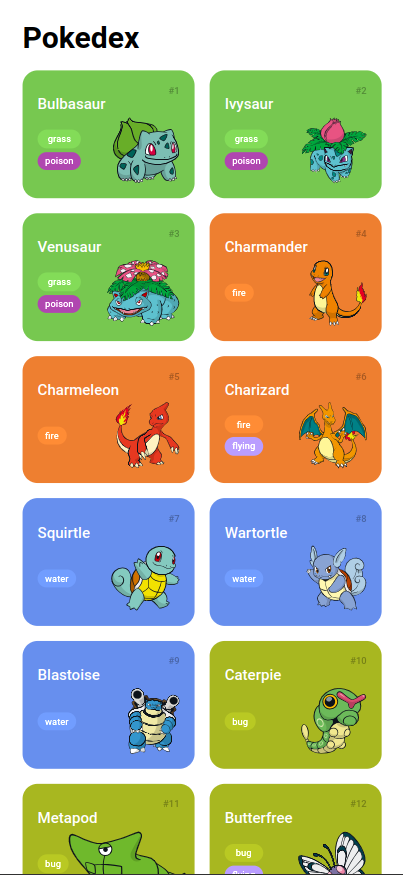 Pokedex
#1
Bulbasaur
grass
poison
#2
Ivysaur
grass
poison
#3
Venusaur
grass
poison
#4
Charmander
fire
#5
Charmeleon
fire
#6
Charizard
fire
flying
#7
Squirtle
water
#8
Wartortle
water
#9
Blastoise
water
#10
Caterpie
bug
#11
Metapod
bug
#12
Butterfree
bug
flying